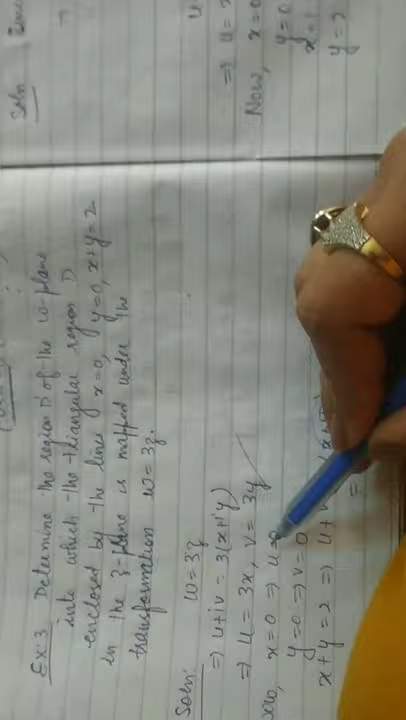 Ex:3 Determine the region D' of the w-plane
into which the triangular region D
enclosed by the lines x=0, y=0, x+y=2
in the z-plane is mapped under the
transformation w=3z.
Soln: w=3z
⇒ u+iv = 3(x+iy)
⇒ u = 3x, v = 3y
Now, x=0 ⇒ u=0
y=0 ⇒ v=0
x+y=2 ⇒ u+v
=
Soln
u
⇒ u =
x=0
Now,
y=0
x=1
y=2